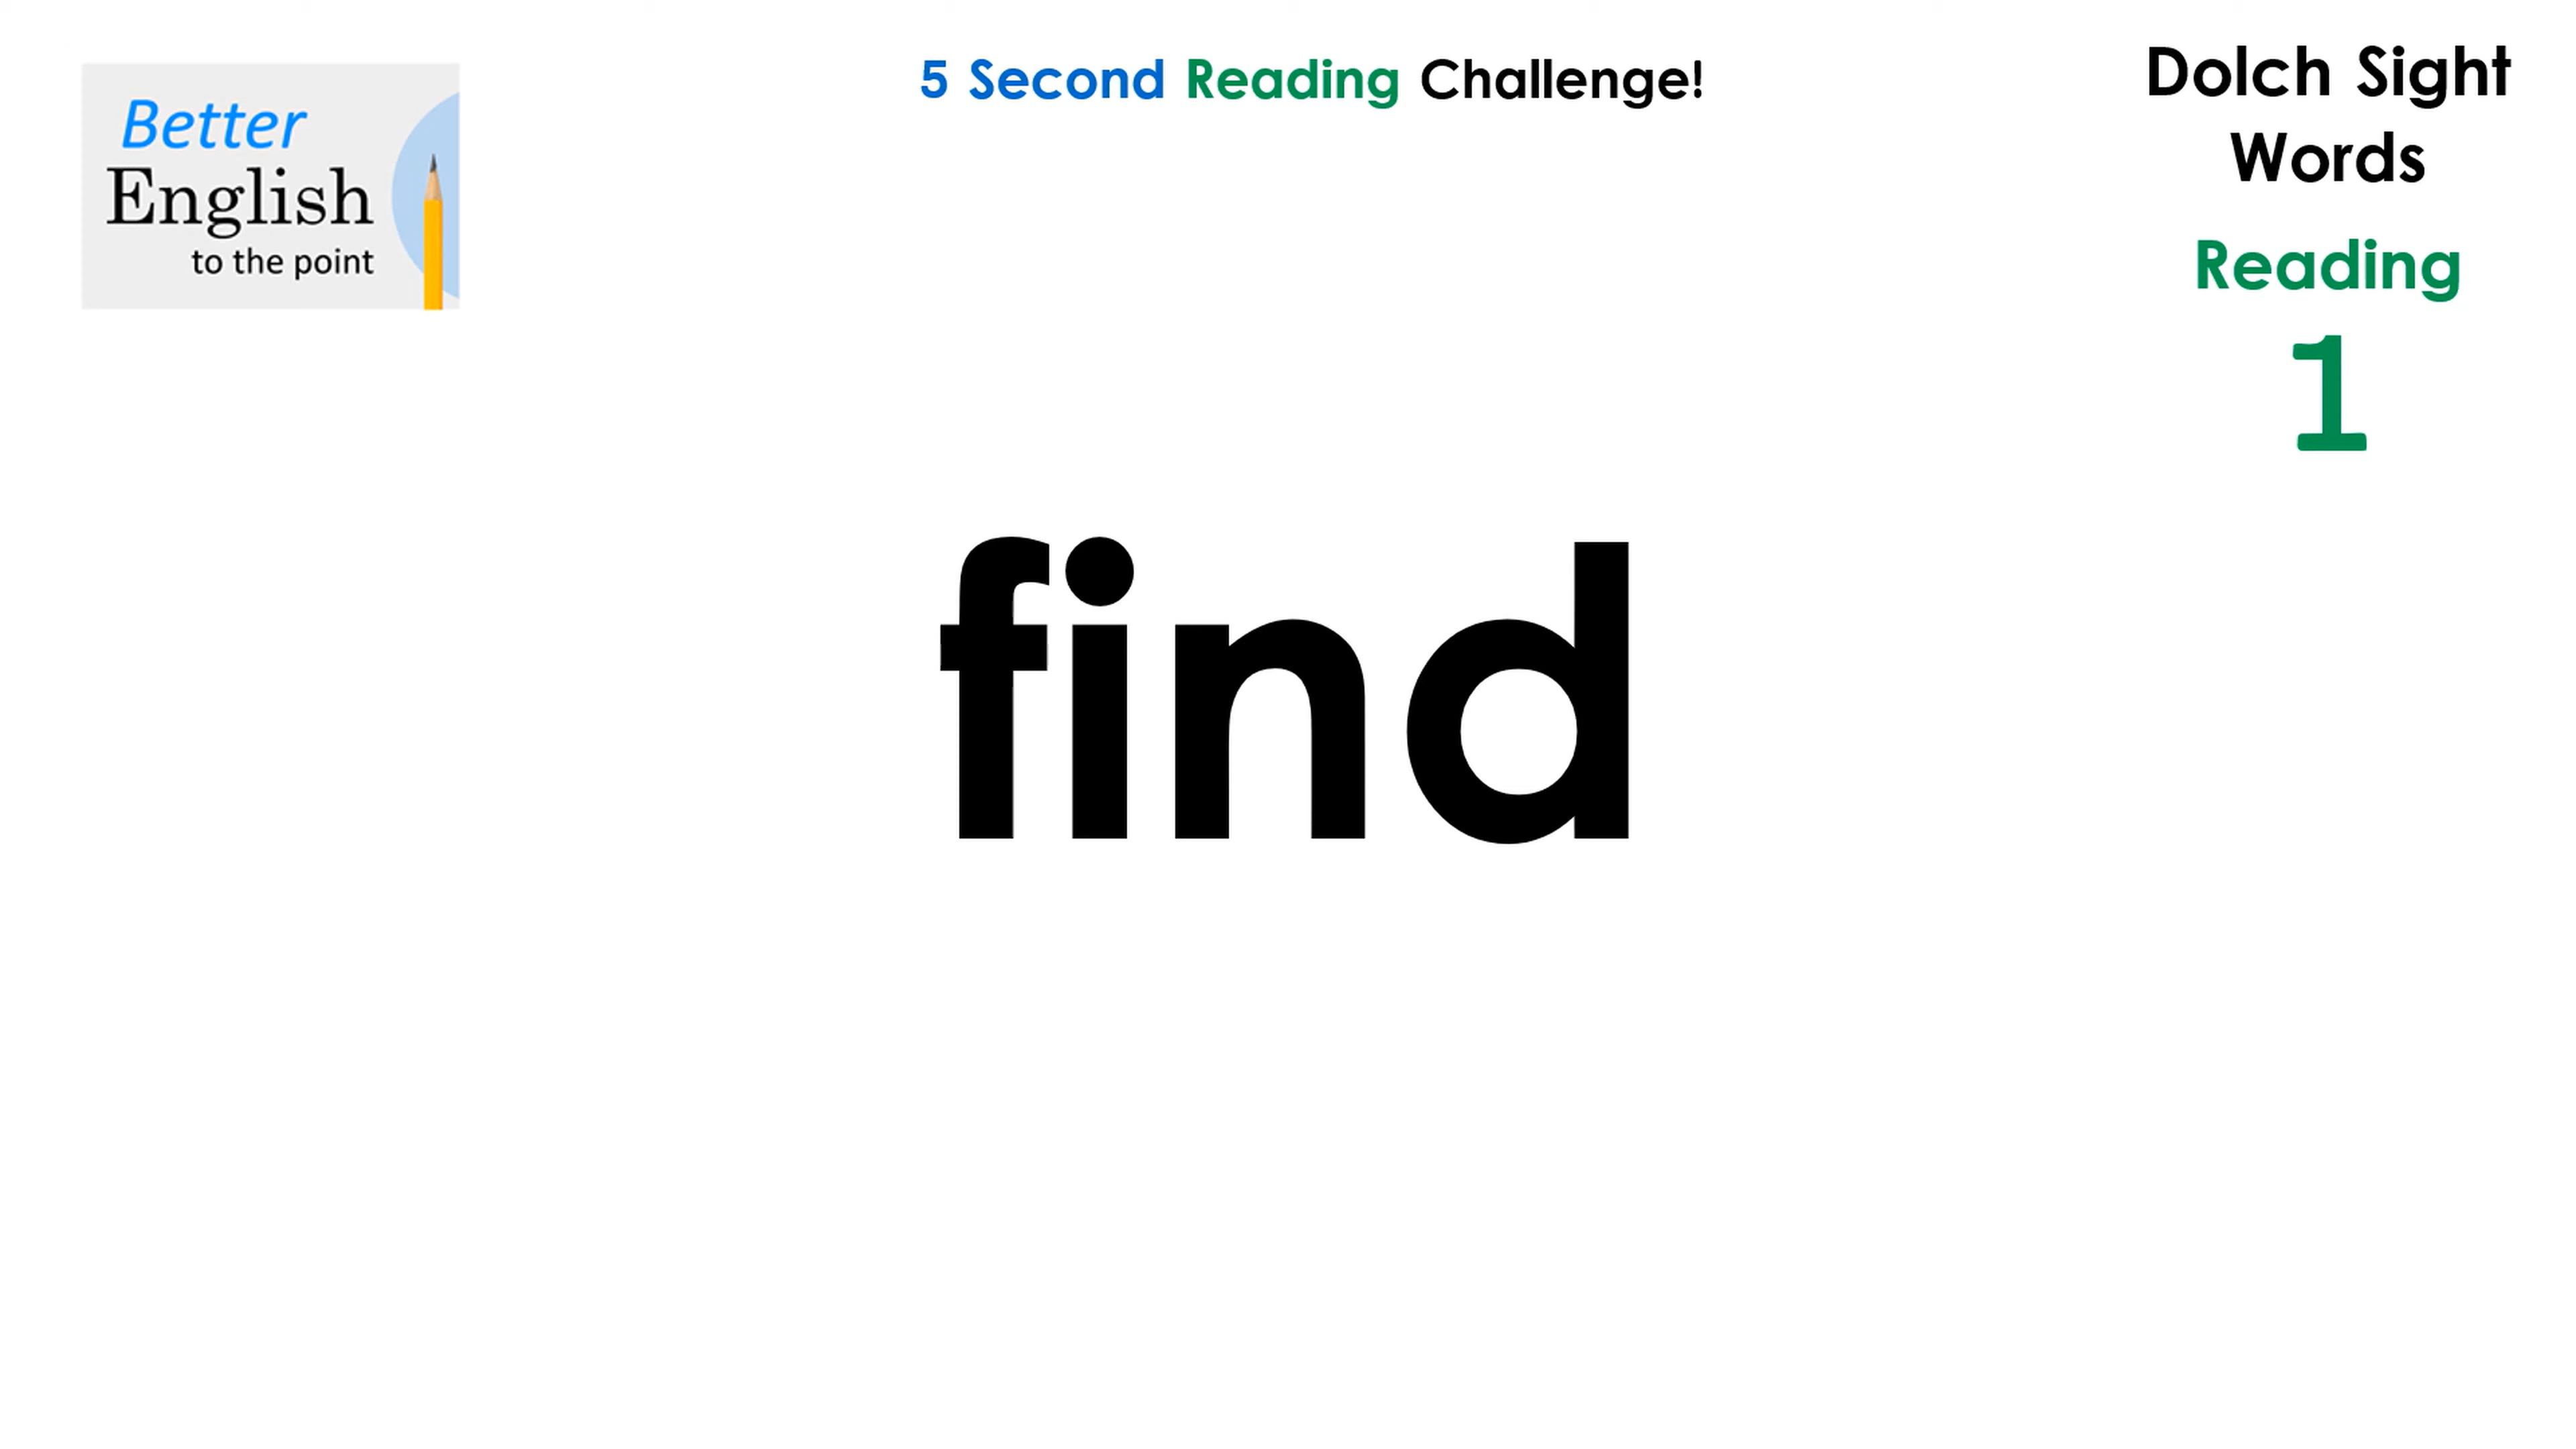 Better
English
to the point
5 Second Reading Challenge!
Dolch Sight
Words
Reading
1
find